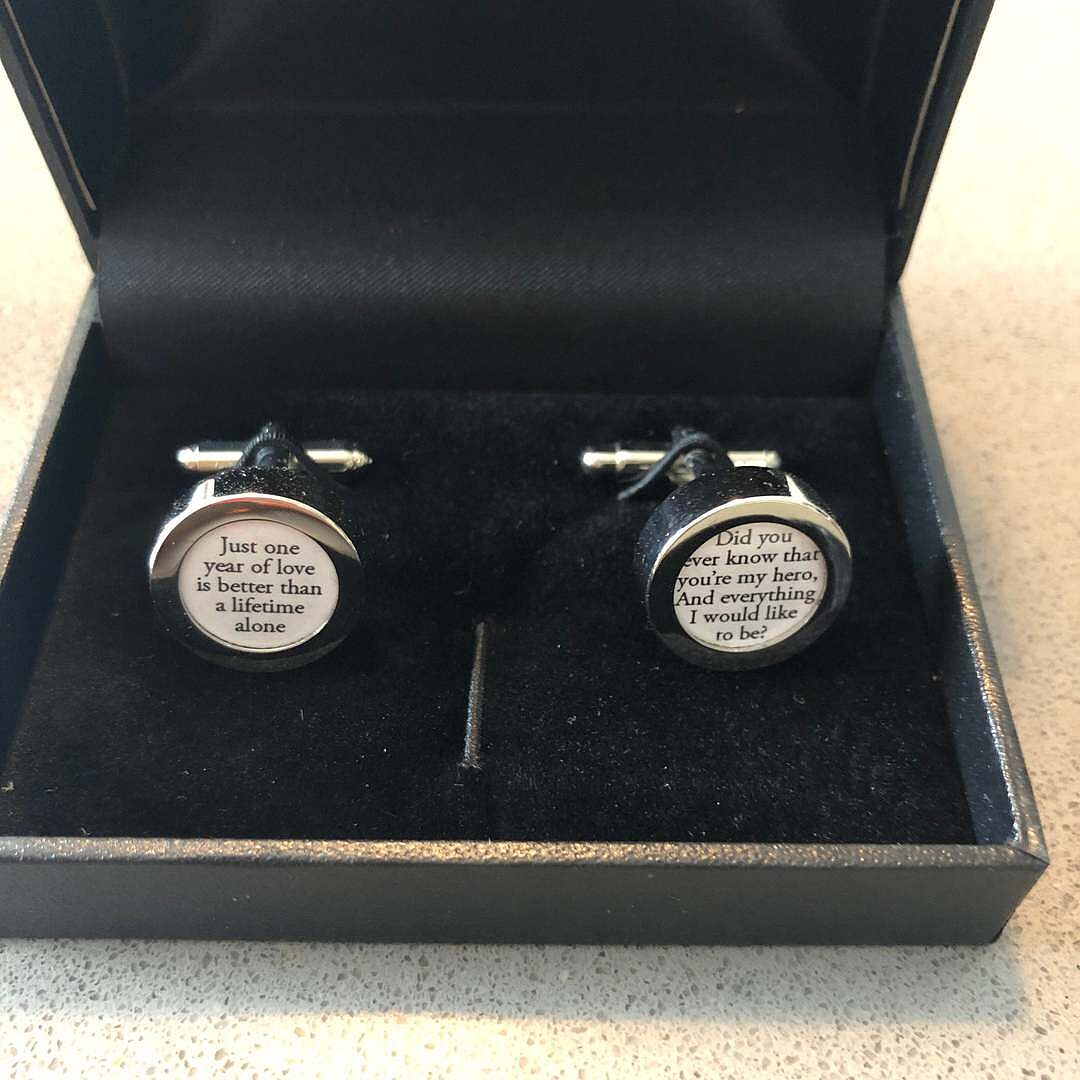 Just one
year of love
is better than
a lifetime
alone
Did you
ever know that
you're my hero,
And everything
I would like
to be?